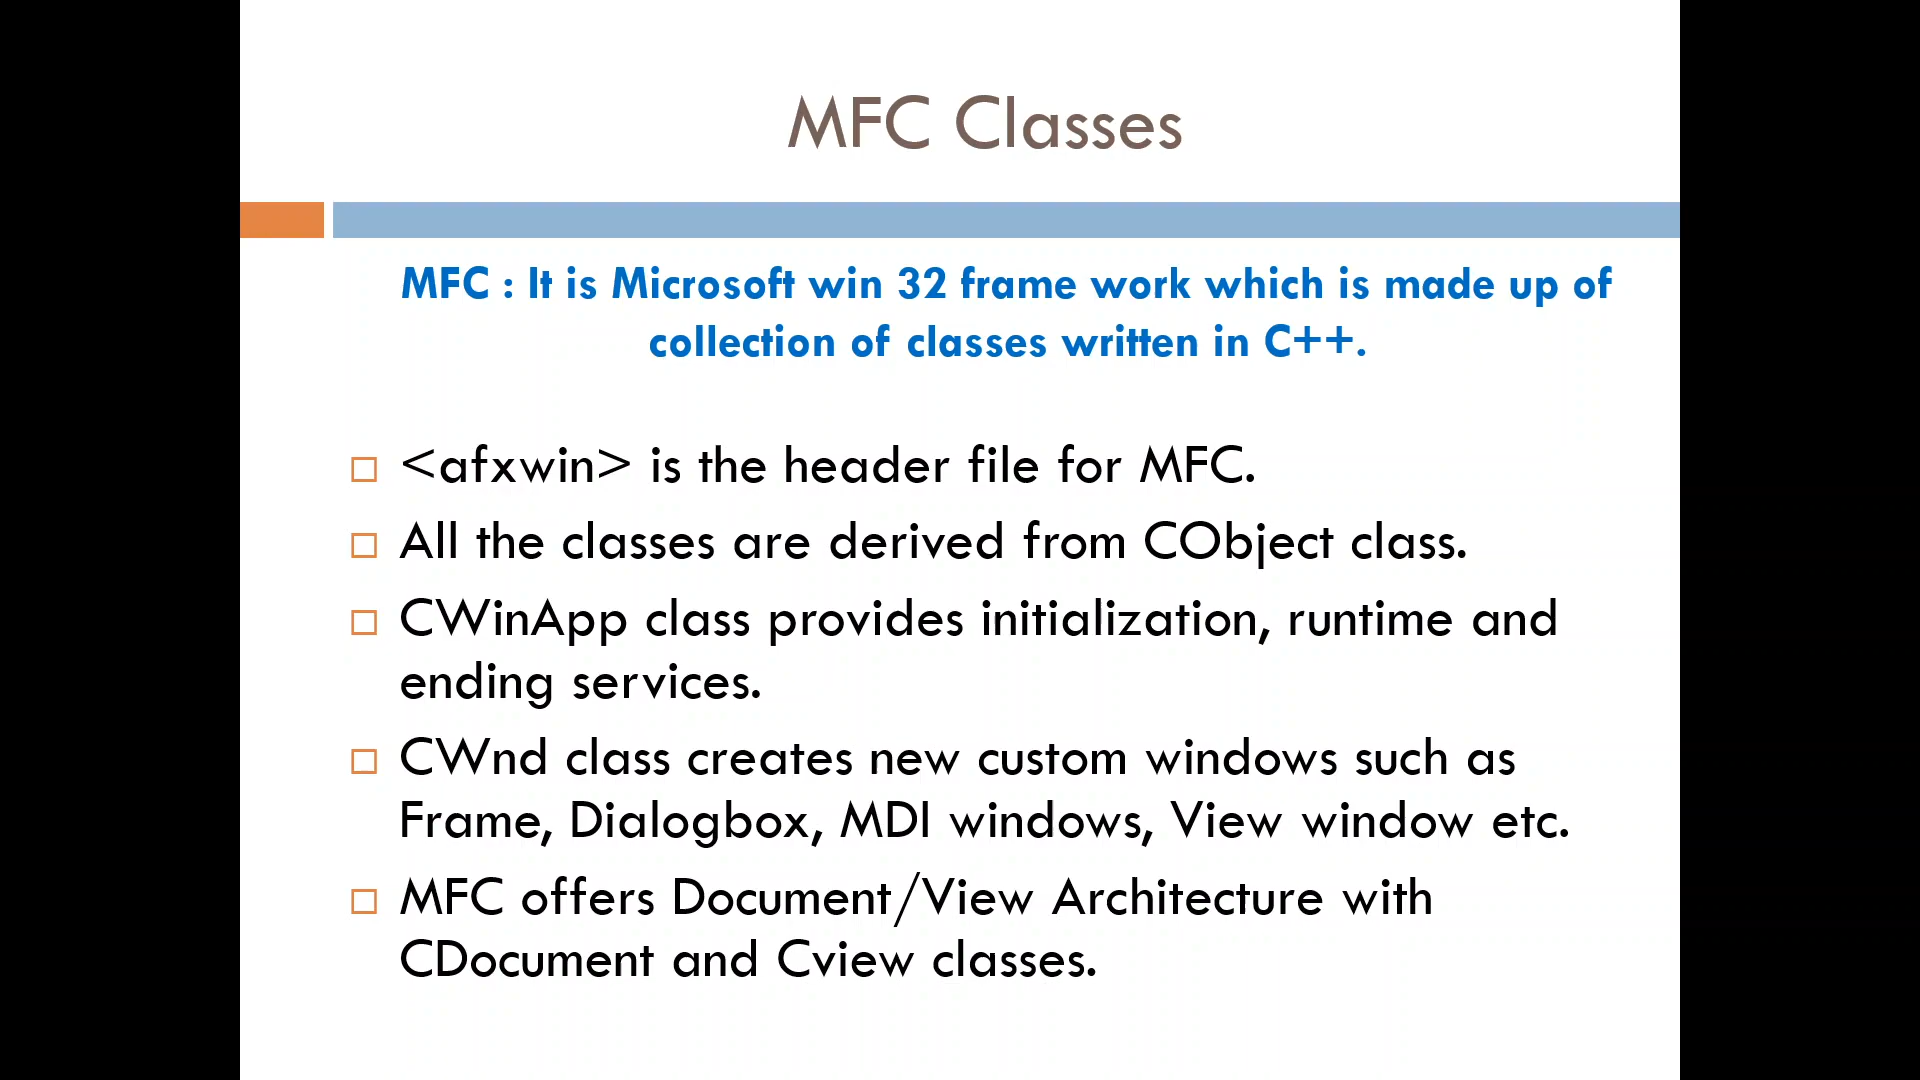 MFC Classes
MFC : It is Microsoft win 32 frame work which is made up of
collection of classes written in C++.
<afxwin> is the header file for MFC.
All the classes are derived from CObject class.
CWinApp class provides initialization, runtime and
ending services.
CWnd class creates new custom windows such as
Frame, Dialogbox, MDI windows, View window etc.
MFC offers Document/View Architecture with
CDocument and Cview classes.